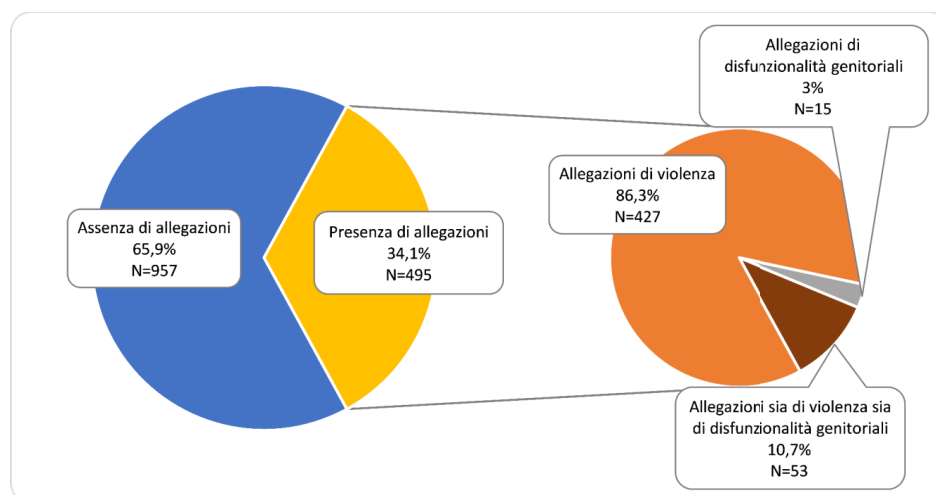 Assenza di allegazioni
65,9%
N=957
Presenza di allegazioni
34,1%
N=495
Allegazioni di violenza
86,3%
N=427
Allegazioni di
disfunzionalità genitoriali
3%
N=15
Allegazioni sia di violenza sia
di disfunzionalità genitoriali
10,7%
N=53